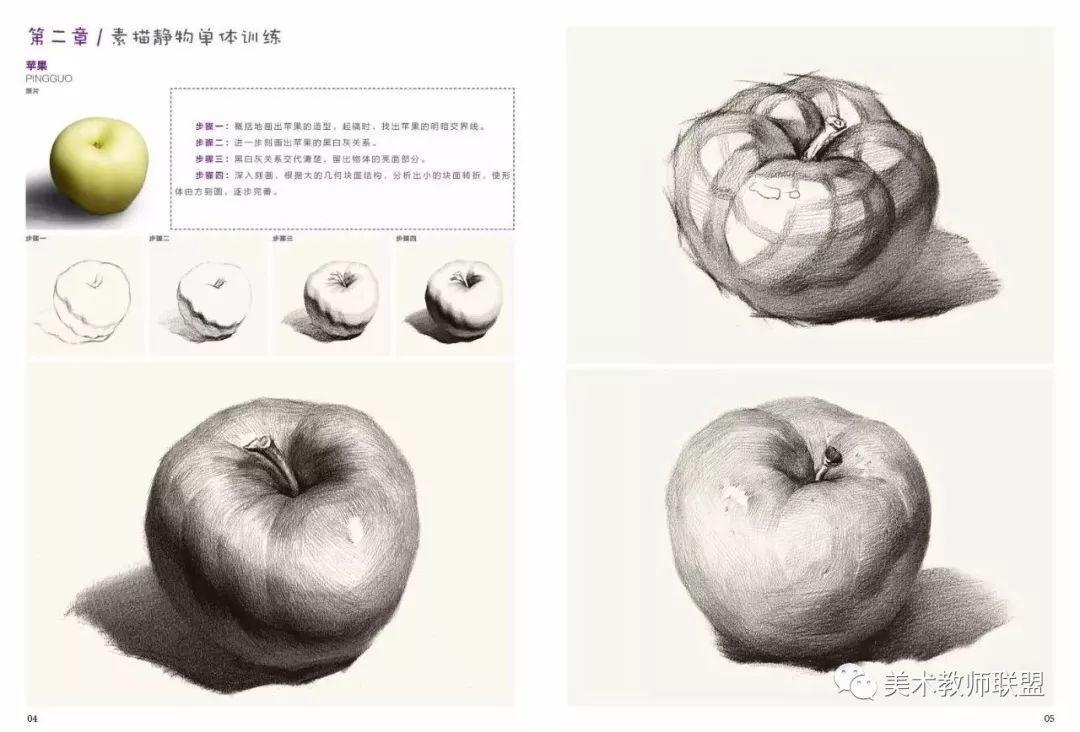 第二章/素描静物单体训练
苹果
PINGGUO
照片
步骤一：概括地画出苹果的造型，起稿时，找出苹果的明暗交界线。
步骤二：进一步刻画出苹果的黑白灰关系。
步骤三：黑白灰关系交代清楚，留出物体的亮面部分。
步骤四：深入刻画，根据大的几何块面结构，分析出小的块面转折，使形
体由方到圆，逐步完善。
步骤一
步骤二
步骤三
步骤四
美术教师联盟
04
05